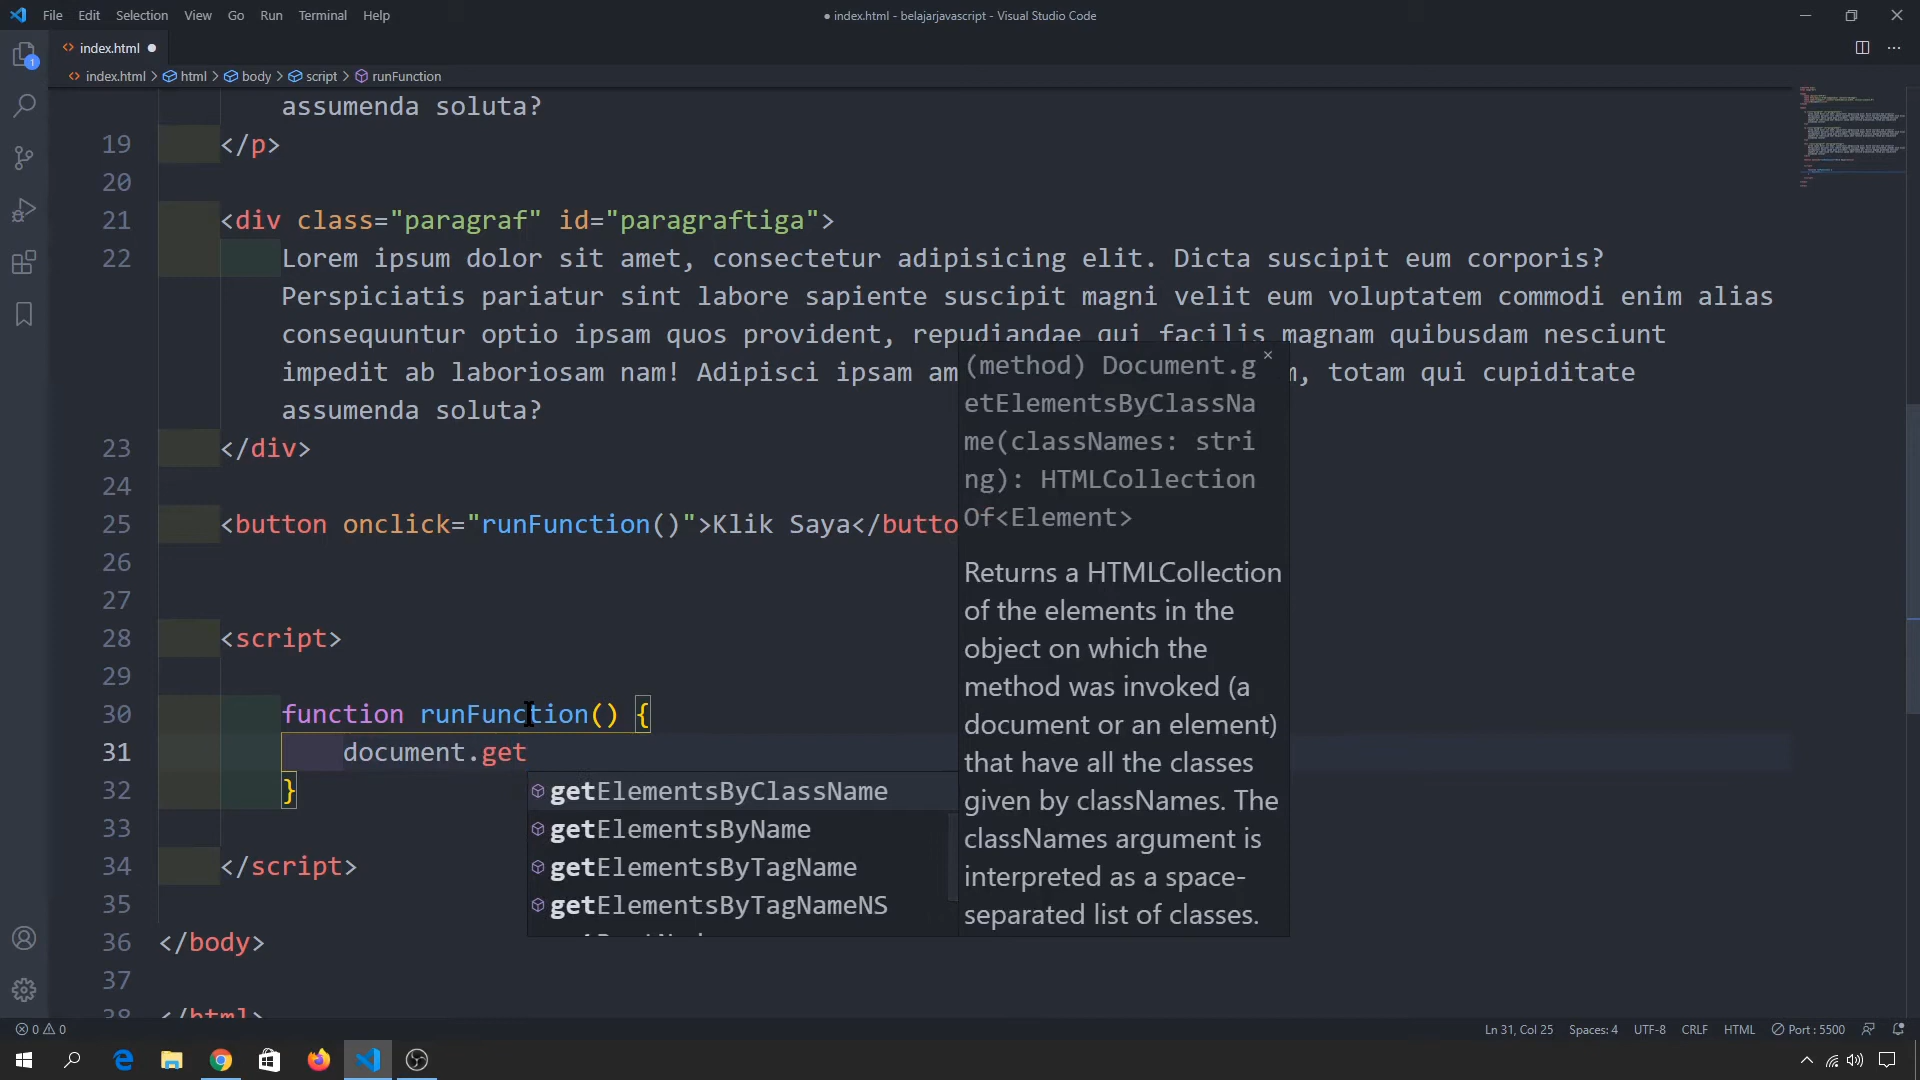 File Edit Selection View Go Run Terminal Help
● index.html - belajarjavascript - Visual Studio Code
index.html ●
index.html > html > body > script > runFunction
1
assumenda soluta?
19 </p>
20
21 <div class="paragraf" id="paragraftiga">
22 Lorem ipsum dolor sit amet, consectetur adipisicing elit. Dicta suscipit eum corporis?
Perspiciatis pariatur sint labore sapiente suscipit magni velit eum voluptatem commodi enim alias
consequuntur optio ipsam quos provident, repudiandae qui facilis magnam quibusdam nesciunt
impedit ab laboriosam nam! Adipisci ipsam am m, totam qui cupiditate
assumenda soluta?
23 </div>
24
25 <button onclick="runFunction()">Klik Saya</butto
26
27
28 <script>
29
30 function runFunction() {
31 document.get
32 }
33
34 </script>
35
36 </body>
37
38 </html>
getElementsByClassName
getElementsByName
getElementsByTagName
getElementsByTagNameNS
(method) Document.g
etElementsByClassNa
me(classNames: stri
ng): HTMLCollection
Of<Element>
Returns a HTMLCollection
of the elements in the
object on which the
method was invoked (a
document or an element)
that have all the classes
given by classNames. The
classNames argument is
interpreted as a space-
separated list of classes.
0 0
Ln 31, Col 25 Spaces: 4 UTF-8 CRLF HTML Port : 5500